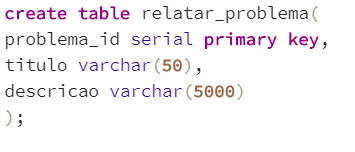 create table relatar_problema(
problema_id serial primary key,
titulo varchar(50),
descricao varchar(5000)
);